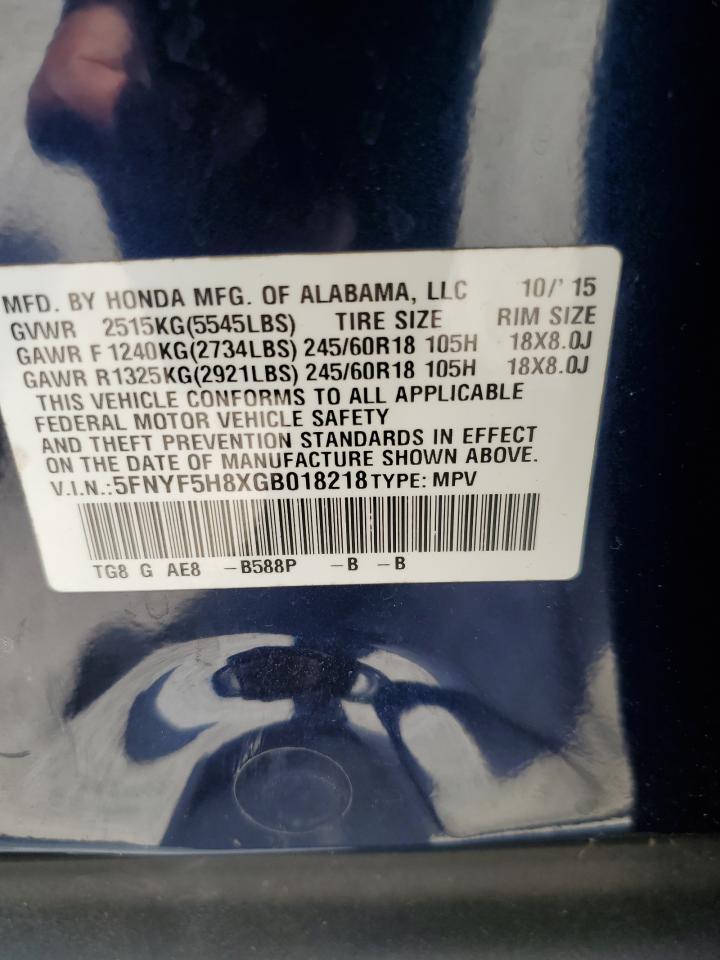 MFD. BY HONDA MFG. OF ALABAMA, LLC 10/' 15
GVWR 2515KG(5545LBS) TIRE SIZE RIM SIZE
GAWR F 1240KG(2734LBS) 245/60R18 105H 18X8.0J
GAWR R1325KG(2921LBS) 245/60R18 105H 18X8.0J
THIS VEHICLE CONFORMS TO ALL APPLICABLE
FEDERAL MOTOR VEHICLE SAFETY
AND THEFT PREVENTION STANDARDS IN EFFECT
ON THE DATE OF MANUFACTURE SHOWN ABOVE.
V.I.N.:5FNYF5H8XGB018218 TYPE: MPV
TG8 G AE8 -B588P -B -B